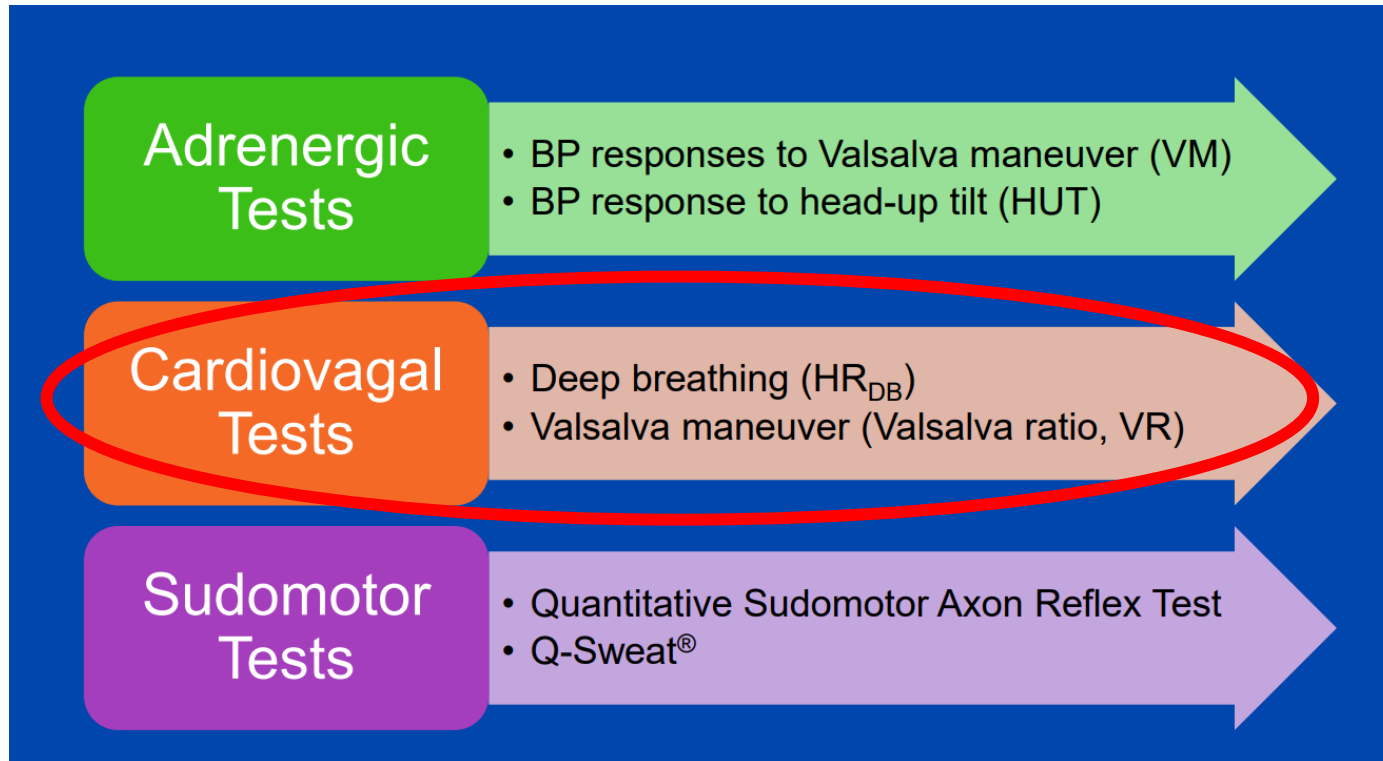 Adrenergic
Tests
• BP responses to Valsalva maneuver (VM)
• BP response to head-up tilt (HUT)
Cardiovagal
Tests
• Deep breathing (HRDB)
• Valsalva maneuver (Valsalva ratio, VR)
Sudomotor
Tests
• Quantitative Sudomotor Axon Reflex Test
• Q-Sweat®